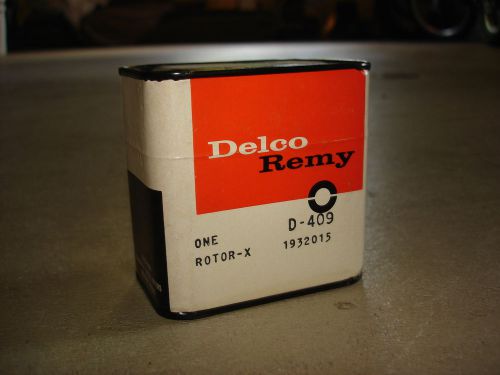 Delco
Remy
D-409
ONE
1932015
ROTOR-X